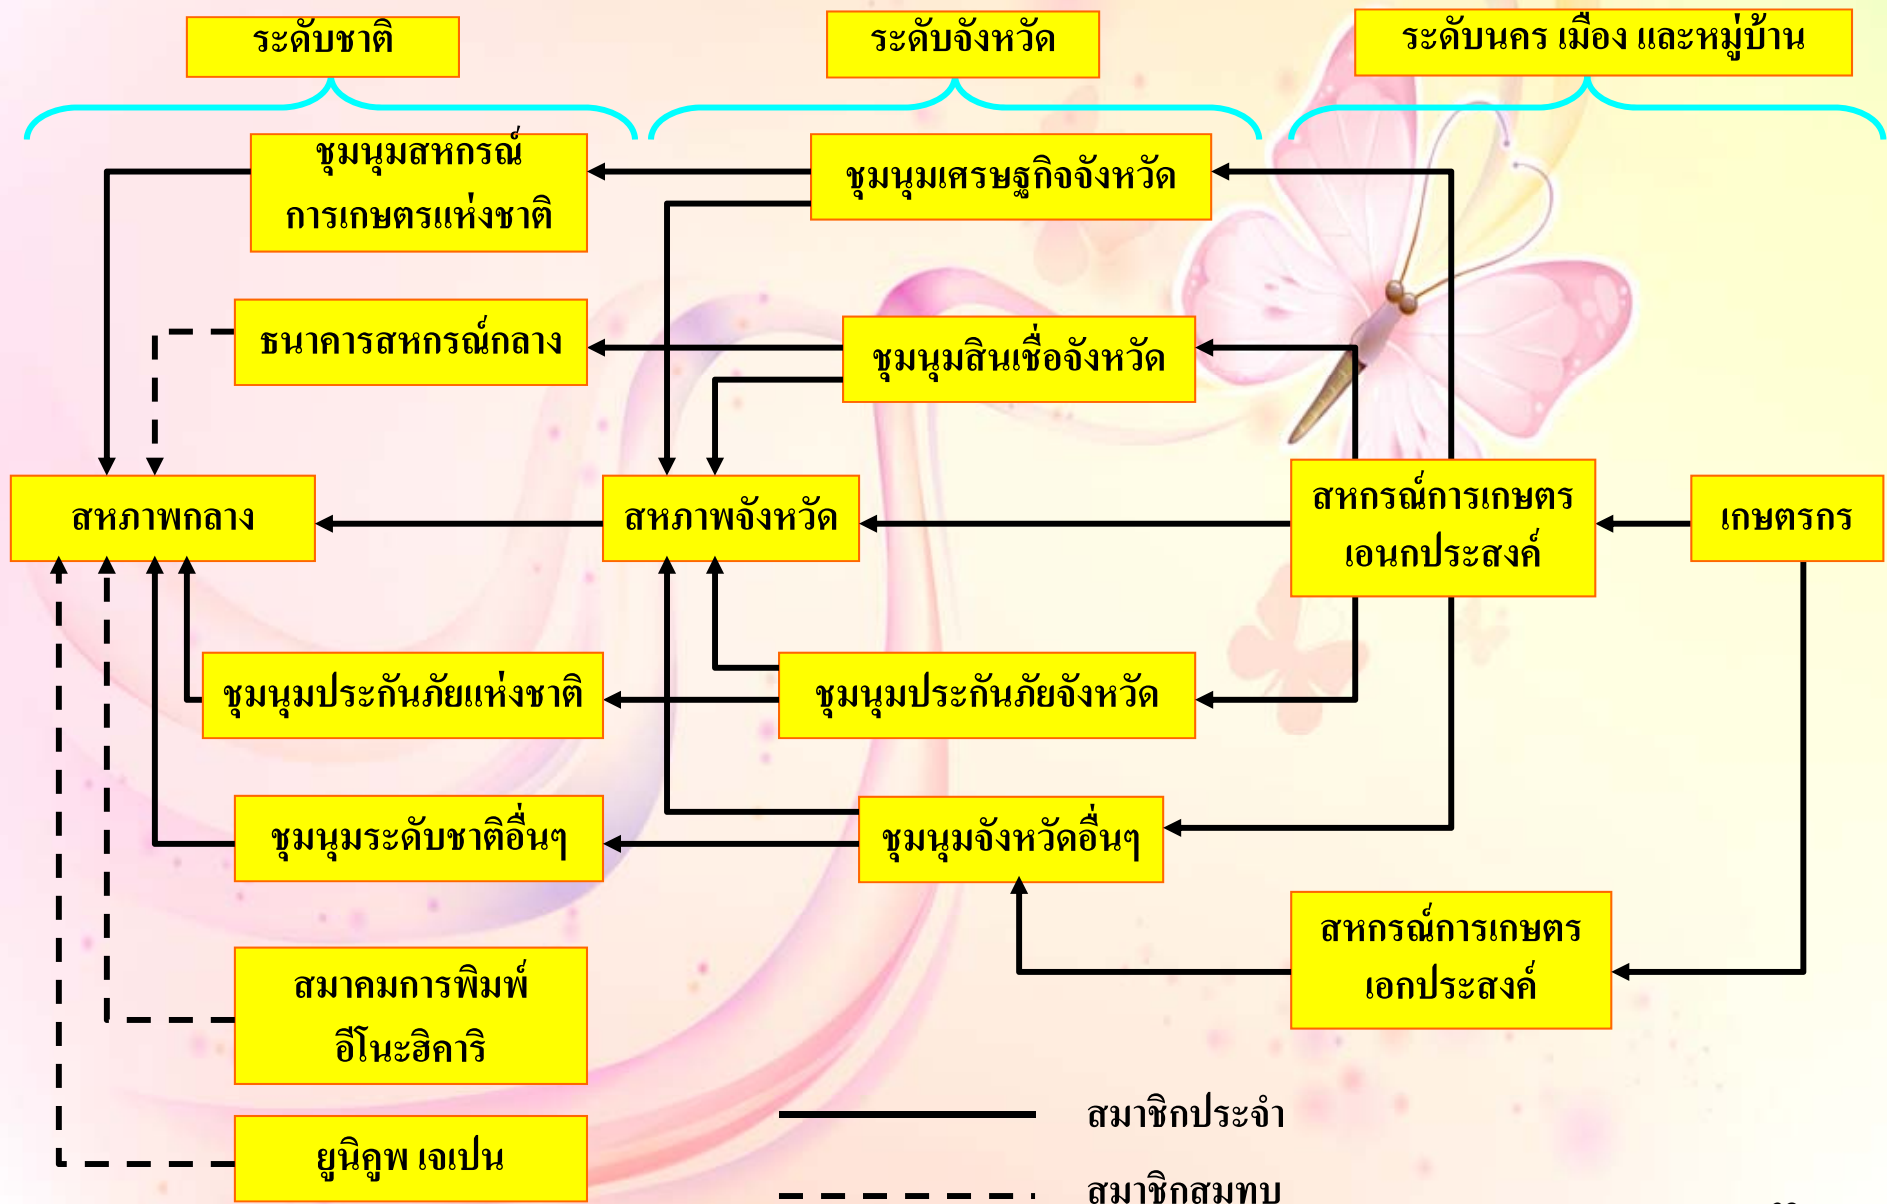 ระดับชาติ
ระดับจังหวัด
ระดับนคร เมือง และหมู่บ้าน
ชุมนุมสหกรณ์
การเกษตรแห่งชาติ
ชุมนุมเศรษฐกิจจังหวัด
ธนาคารสหกรณ์กลาง
ชุมนุมสินเชื่อจังหวัด
สหภาพกลาง
สหภาพจังหวัด
สหกรณ์การเกษตร
เอนกประสงค์
เกษตรกร
ชุมนุมประกันภัยแห่งชาติ
ชุมนุมประกันภัยจังหวัด
ชุมนุมระดับชาติอื่นๆ
ชุมนุมจังหวัดอื่นๆ
สหกรณ์การเกษตร
เอกประสงค์
สมาคมการพิมพ์
อีโนะฮิคาริ
ยูนิคูพ เจเปน
สมาชิกประจำ
สมาชิกสมทบ